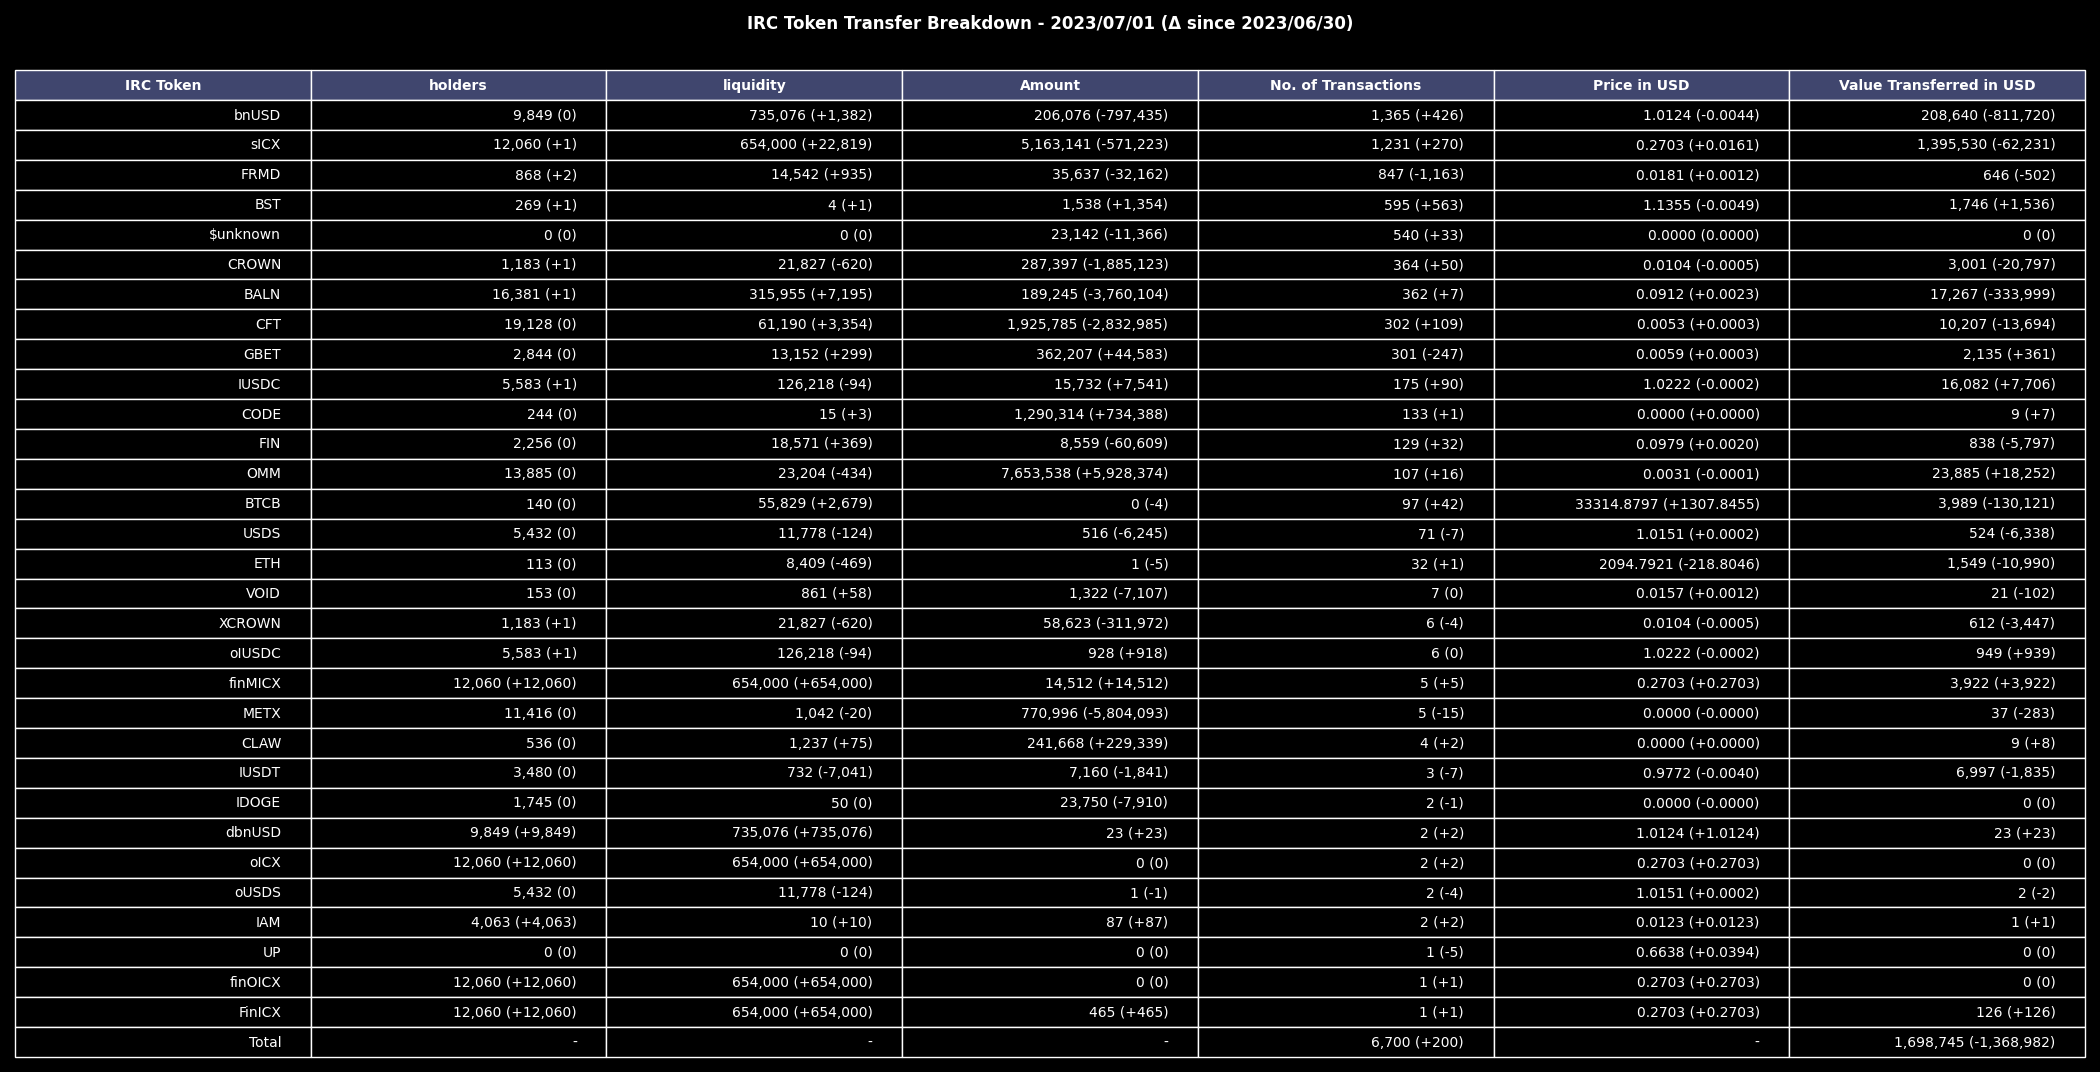 IRC Token Transfer Breakdown - 2023/07/01 (Δ since 2023/06/30)
IRC Token holders liquidity Amount No. of Transactions Price in USD Value Transferred in USD
bnUSD 9,849 (0) 735,076 (+1,382) 206,076 (-797,435) 1,365 (+426) 1.0124 (-0.0044) 208,640 (-811,720)
sICX 12,060 (+1) 654,000 (+22,819) 5,163,141 (-571,223) 1,231 (+270) 0.2703 (+0.0161) 1,395,530 (-62,231)
FRMD 868 (+2) 14,542 (+935) 35,637 (-32,162) 847 (-1,163) 0.0181 (+0.0012) 646 (-502)
BST 269 (+1) 4 (+1) 1,538 (+1,354) 595 (+563) 1.1355 (-0.0049) 1,746 (+1,536)
$unknown 0 (0) 0 (0) 23,142 (-11,366) 540 (+33) 0.0000 (0.0000) 0 (0)
CROWN 1,183 (+1) 21,827 (-620) 287,397 (-1,885,123) 364 (+50) 0.0104 (-0.0005) 3,001 (-20,797)
BALN 16,381 (+1) 315,955 (+7,195) 189,245 (-3,760,104) 362 (+7) 0.0912 (+0.0023) 17,267 (-333,999)
CFT 19,128 (0) 61,190 (+3,354) 1,925,785 (-2,832,985) 302 (+109) 0.0053 (+0.0003) 10,207 (-13,694)
GBET 2,844 (0) 13,152 (+299) 362,207 (+44,583) 301 (-247) 0.0059 (+0.0003) 2,135 (+361)
IUSDC 5,583 (+1) 126,218 (-94) 15,732 (+7,541) 175 (+90) 1.0222 (-0.0002) 16,082 (+7,706)
CODE 244 (0) 15 (+3) 1,290,314 (+734,388) 133 (+1) 0.0000 (+0.0000) 9 (+7)
FIN 2,256 (0) 18,571 (+369) 8,559 (-60,609) 129 (+32) 0.0979 (+0.0020) 838 (-5,797)
OMM 13,885 (0) 23,204 (-434) 7,653,538 (+5,928,374) 107 (+16) 0.0031 (-0.0001) 23,885 (+18,252)
BTCB 140 (0) 55,829 (+2,679) 0 (-4) 97 (+42) 33314.8797 (+1307.8455) 3,989 (-130,121)
USDS 5,432 (0) 11,778 (-124) 516 (-6,245) 71 (-7) 1.0151 (+0.0002) 524 (-6,338)
ETH 113 (0) 8,409 (-469) 1 (-5) 32 (+1) 2094.7921 (-218.8046) 1,549 (-10,990)
VOID 153 (0) 861 (+58) 1,322 (-7,107) 7 (0) 0.0157 (+0.0012) 21 (-102)
XCROWN 1,183 (+1) 21,827 (-620) 58,623 (-311,972) 6 (-4) 0.0104 (-0.0005) 612 (-3,447)
oIUSDC 5,583 (+1) 126,218 (-94) 928 (+918) 6 (0) 1.0222 (-0.0002) 949 (+939)
finMICX 12,060 (+12,060) 654,000 (+654,000) 14,512 (+14,512) 5 (+5) 0.2703 (+0.2703) 3,922 (+3,922)
METX 11,416 (0) 1,042 (-20) 770,996 (-5,804,093) 5 (-15) 0.0000 (-0.0000) 37 (-283)
CLAW 536 (0) 1,237 (+75) 241,668 (+229,339) 4 (+2) 0.0000 (+0.0000) 9 (+8)
IUSDT 3,480 (0) 732 (-7,041) 7,160 (-1,841) 3 (-7) 0.9772 (-0.0040) 6,997 (-1,835)
IDOGE 1,745 (0) 50 (0) 23,750 (-7,910) 2 (-1) 0.0000 (-0.0000) 0 (0)
dbnUSD 9,849 (+9,849) 735,076 (+735,076) 23 (+23) 2 (+2) 1.0124 (+1.0124) 23 (+23)
oICX 12,060 (+12,060) 654,000 (+654,000) 0 (0) 2 (+2) 0.2703 (+0.2703) 0 (0)
oUSDS 5,432 (0) 11,778 (-124) 1 (-1) 2 (-4) 1.0151 (+0.0002) 2 (-2)
IAM 4,063 (+4,063) 10 (+10) 87 (+87) 2 (+2) 0.0123 (+0.0123) 1 (+1)
UP 0 (0) 0 (0) 0 (0) 1 (-5) 0.6638 (+0.0394) 0 (0)
finOICX 12,060 (+12,060) 654,000 (+654,000) 0 (0) 1 (+1) 0.2703 (+0.2703) 0 (0)
FinICX 12,060 (+12,060) 654,000 (+654,000) 465 (+465) 1 (+1) 0.2703 (+0.2703) 126 (+126)
Total - - - 6,700 (+200) - 1,698,745 (-1,368,982)